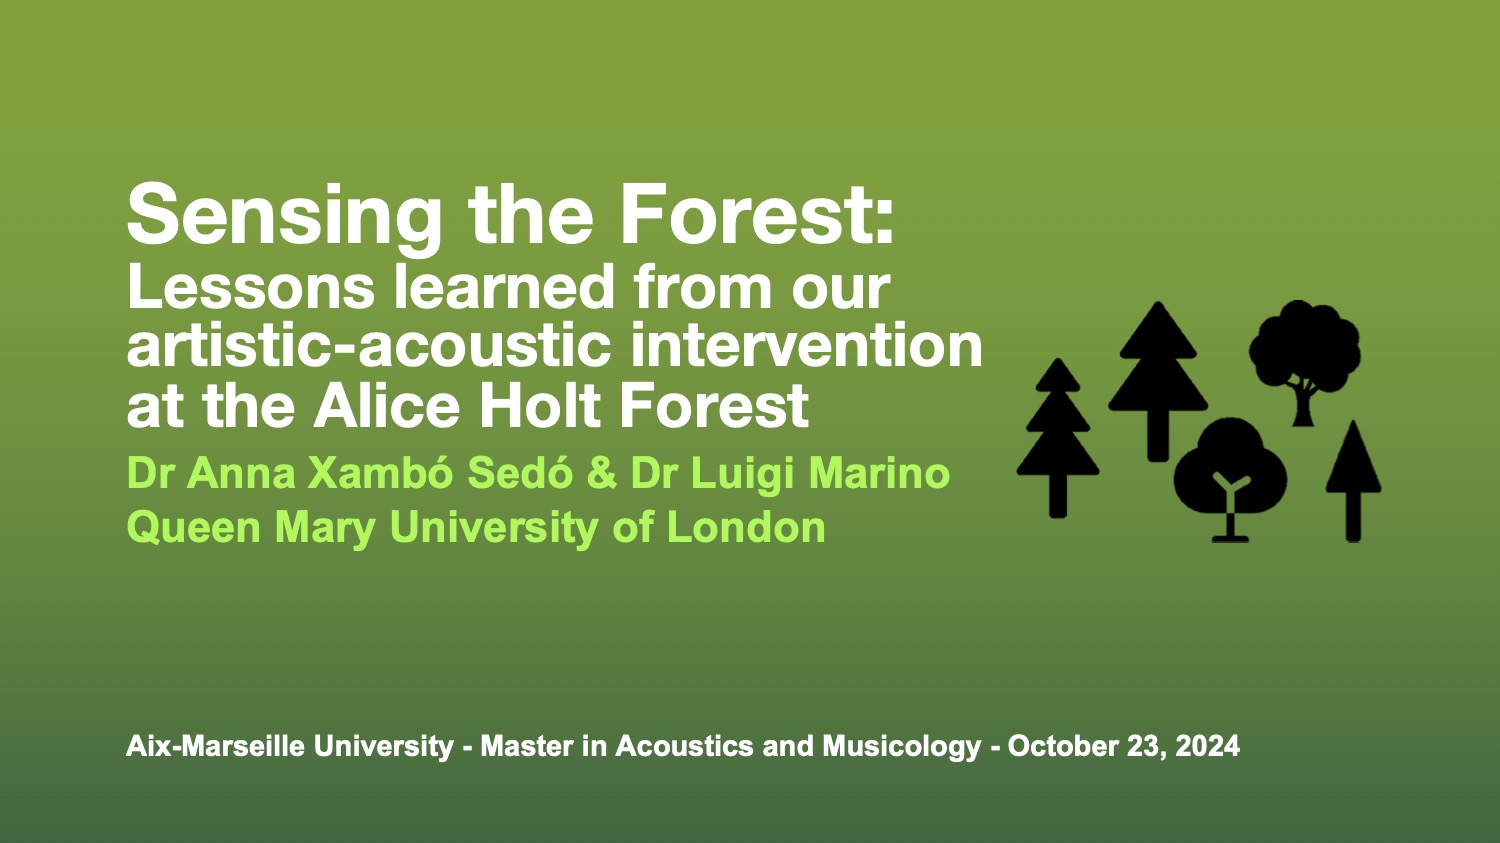 Sensing the Forest:
Lessons learned from our
artistic-acoustic intervention
at the Alice Holt Forest
Dr Anna Xambó Sedó & Dr Luigi Marino
Queen Mary University of London
Aix-Marseille University - Master in Acoustics and Musicology - October 23, 2024